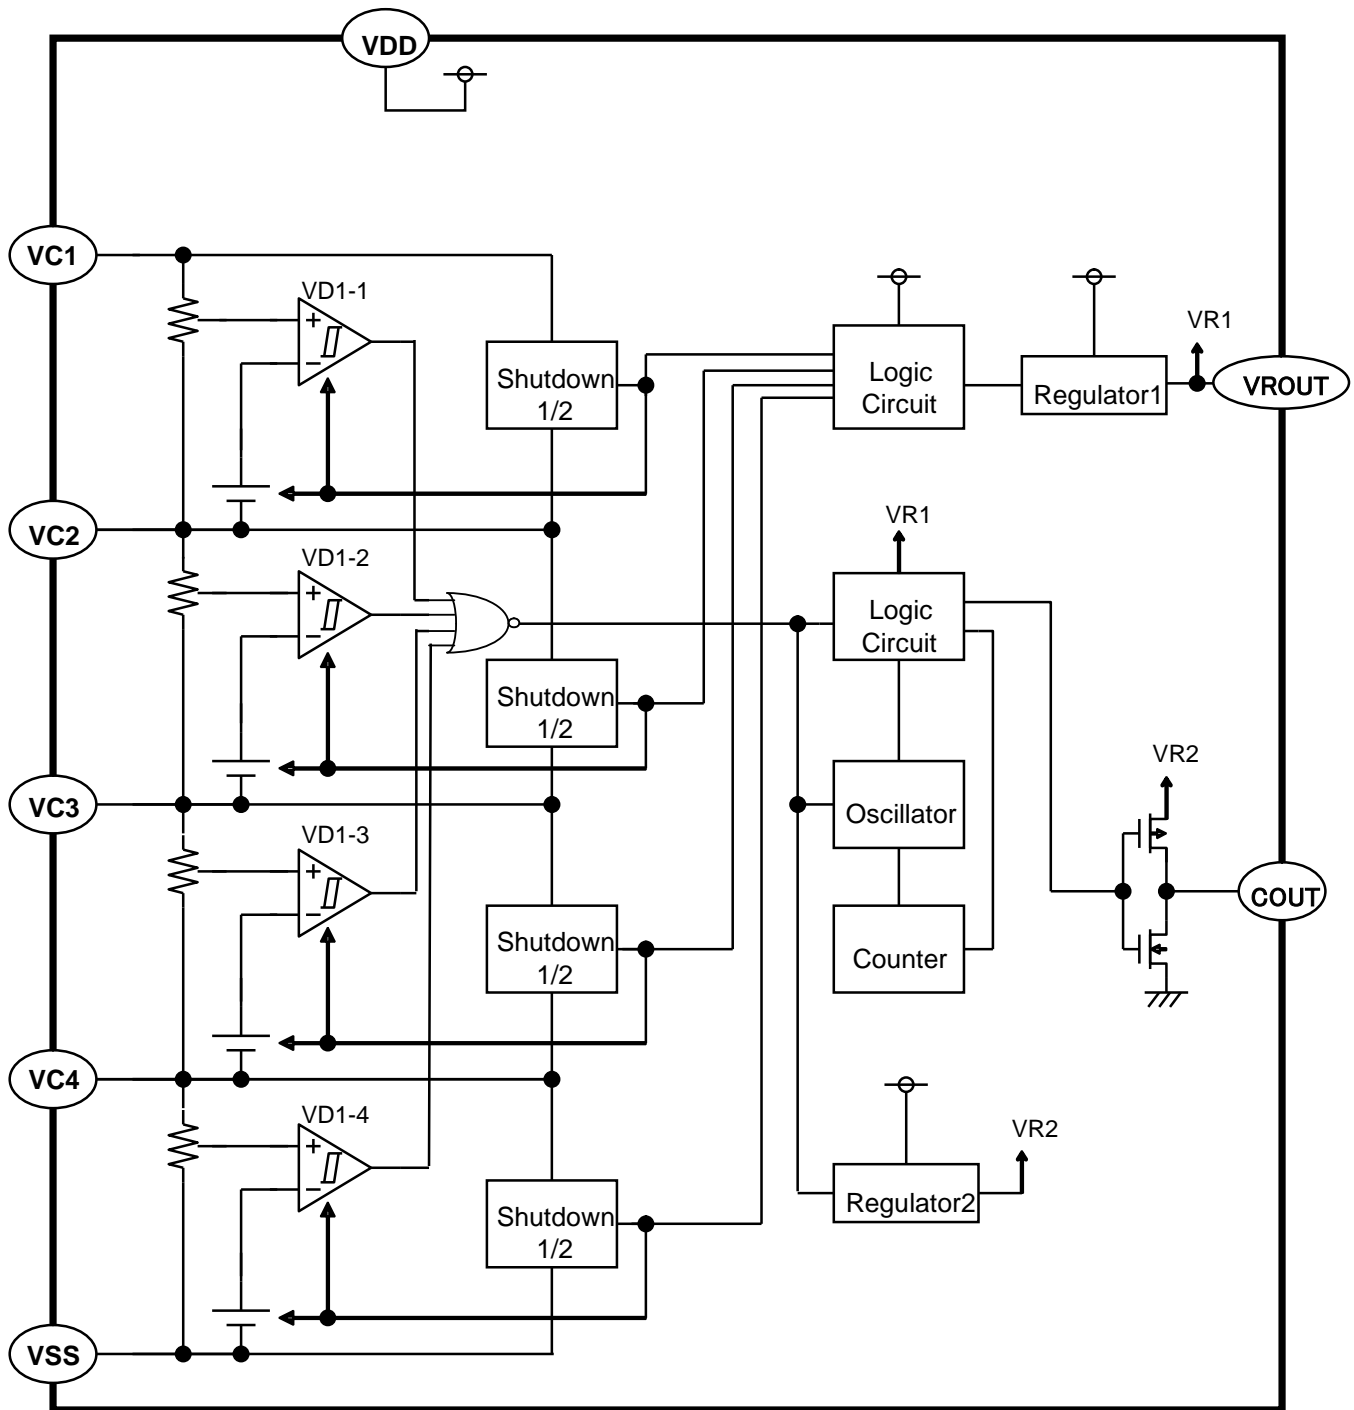 VDD
VC1
VD1-1
+
−
Shutdown
1/2
Logic
Circuit
Regulator1
VR1
VROUT
VC2
VD1-2
+
−
Shutdown
1/2
VR1
Logic
Circuit
VC3
VD1-3
+
−
Oscillator
VR2
COUT
Shutdown
1/2
Counter
VC4
VD1-4
+
−
Shutdown
1/2
Regulator2
VR2
VSS